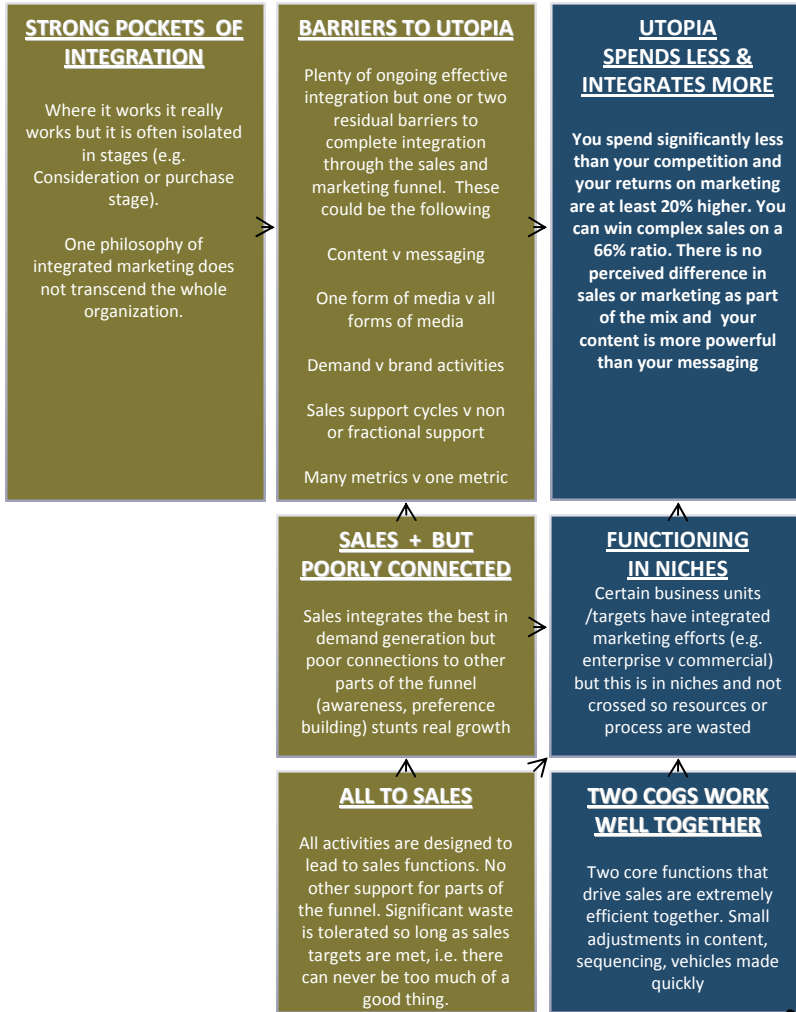 STRONG POCKETS OF
INTEGRATION
Where it works it really
works but it is often isolated
in stages (e.g.
Consideration or purchase
stage).
One philosophy of
integrated marketing does
not transcend the whole
organization.
BARRIERS TO UTOPIA
Plenty of ongoing effective
integration but one or two
residual barriers to
complete integration
through the sales and
marketing funnel. These
could be the following
Content v messaging
One form of media v all
forms of media
Demand v brand activities
Sales support cycles v non
or fractional support
Many metrics v one metric
UTOPIA
SPENDS LESS &
INTEGRATES MORE
You spend significantly less
than your competition and
your returns on marketing
are at least 20% higher. You
can win complex sales on a
66% ratio. There is no
perceived difference in
sales or marketing as part
of the mix and your
content is more powerful
than your messaging
SALES + BUT
POORLY CONNECTED
Sales integrates the best in
demand generation but
poor connections to other
parts of the funnel
(awareness, preference
building) stunts real growth
FUNCTIONING
IN NICHES
Certain business units
/targets have integrated
marketing efforts (e.g.
enterprise v commercial)
but this is in niches and not
crossed so resources or
process are wasted
ALL TO SALES
All activities are designed to
lead to sales functions. No
other support for parts of
the funnel. Significant waste
is tolerated so long as sales
targets are met, i.e. there
can never be too much of a
good thing.
TWO COGS WORK
WELL TOGETHER
Two core functions that
drive sales are extremely
efficient together. Small
adjustments in content,
sequencing, vehicles made
quickly